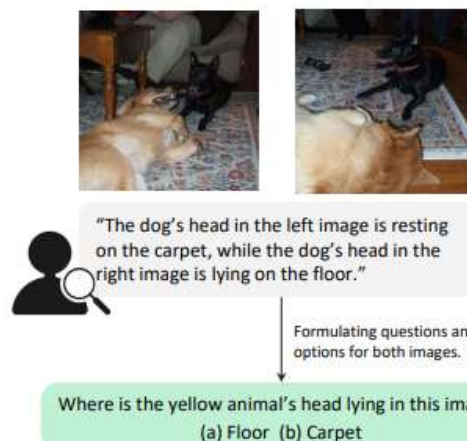 “The dog’s head in the left image is resting
on the carpet, while the dog’s head in the
right image is lying on the floor.”
Formulating questions an
options for both images.
Where is the yellow animal’s head lying in this ima
(a) Floor (b) Carpet